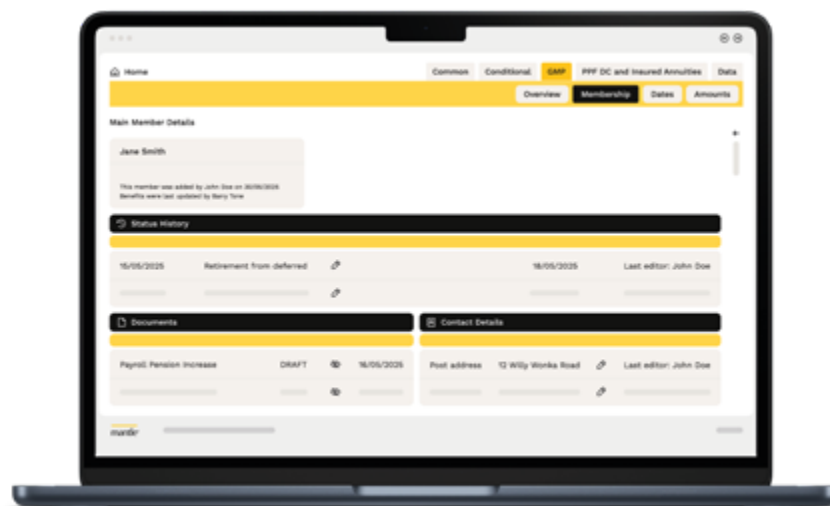 Home Common Conditional GMP PPF DC and Insured Annuities Data
Overview Membership Dates Amounts
Main Member Details
Jane Smith
This member was added by John Doe on 30/06/2025
Benefits were last updated by Barry Tone
Status History
15/05/2025 Retirement from deferred 18/05/2025 Last editor: John Doe
Documents
Payroll Pension Increase DRAFT 16/05/2025
Contact Details
Post address 12 Willy Wonka Road Last editor: John Doe
mantle